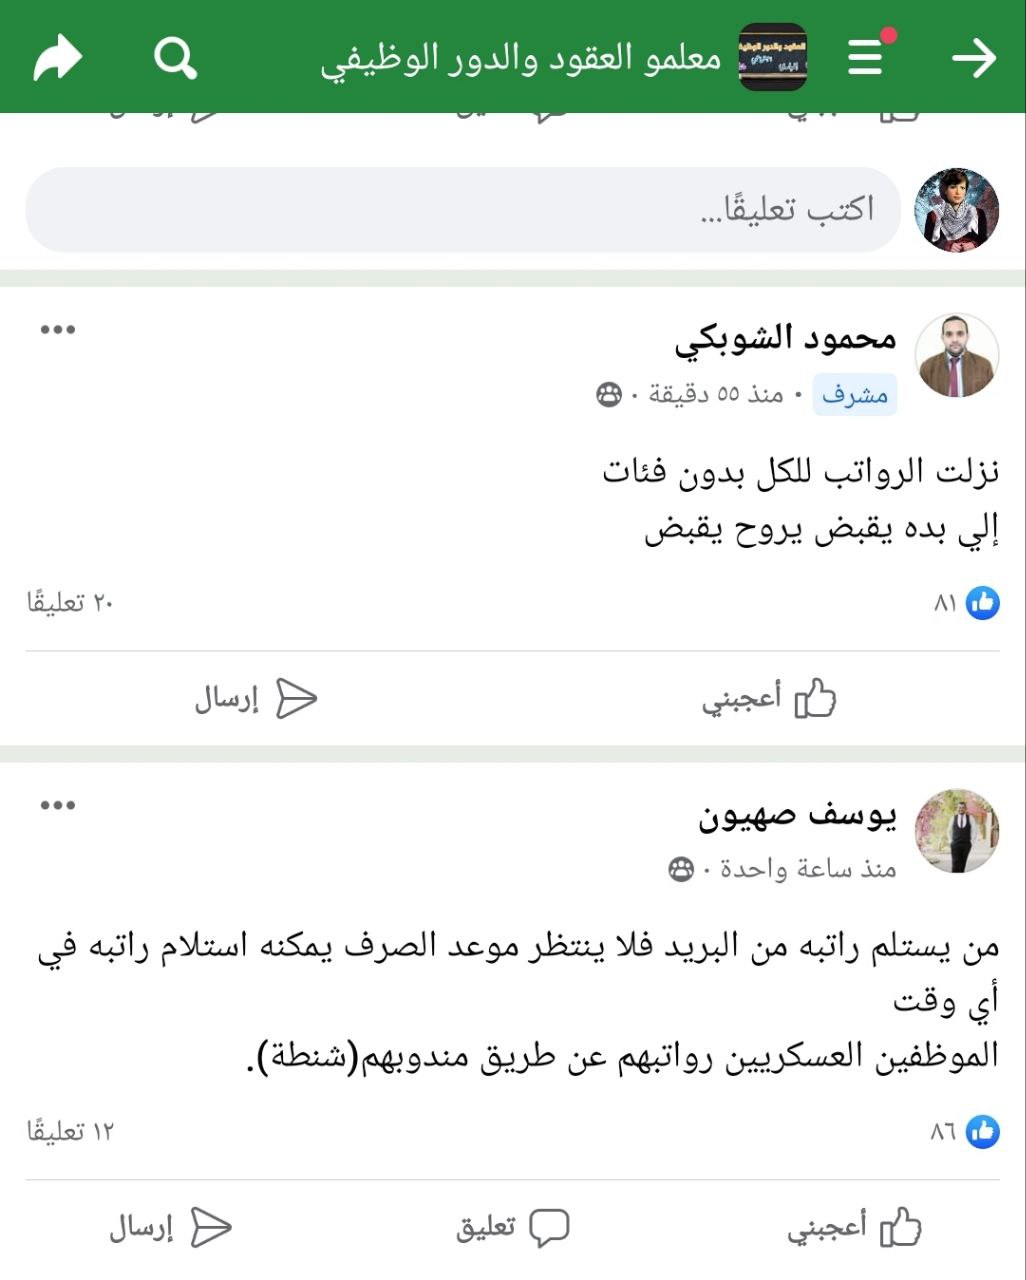 معلمو العقود والدور الوظيفي
اكتب تعليقًا...
محمود الشوبكي
مشرف • منذ ٥٥ دقيقة ·
نزلت الرواتب للكل بدون فئات
إلي بده يقبض يروح يقبض
٨١
٢٠ تعليقًا
أعجبني
إرسال
يوسف صهيون
منذ ساعة واحدة ·
من يستلم راتبه من البريد فلا ينتظر موعد الصرف يمكنه استلام راتبه في
أي وقت
الموظفين العسكريين رواتبهم عن طريق مندوبهم(شنطة).
٨٦
١٢ تعليقًا
أعجبني
تعليق
إرسال